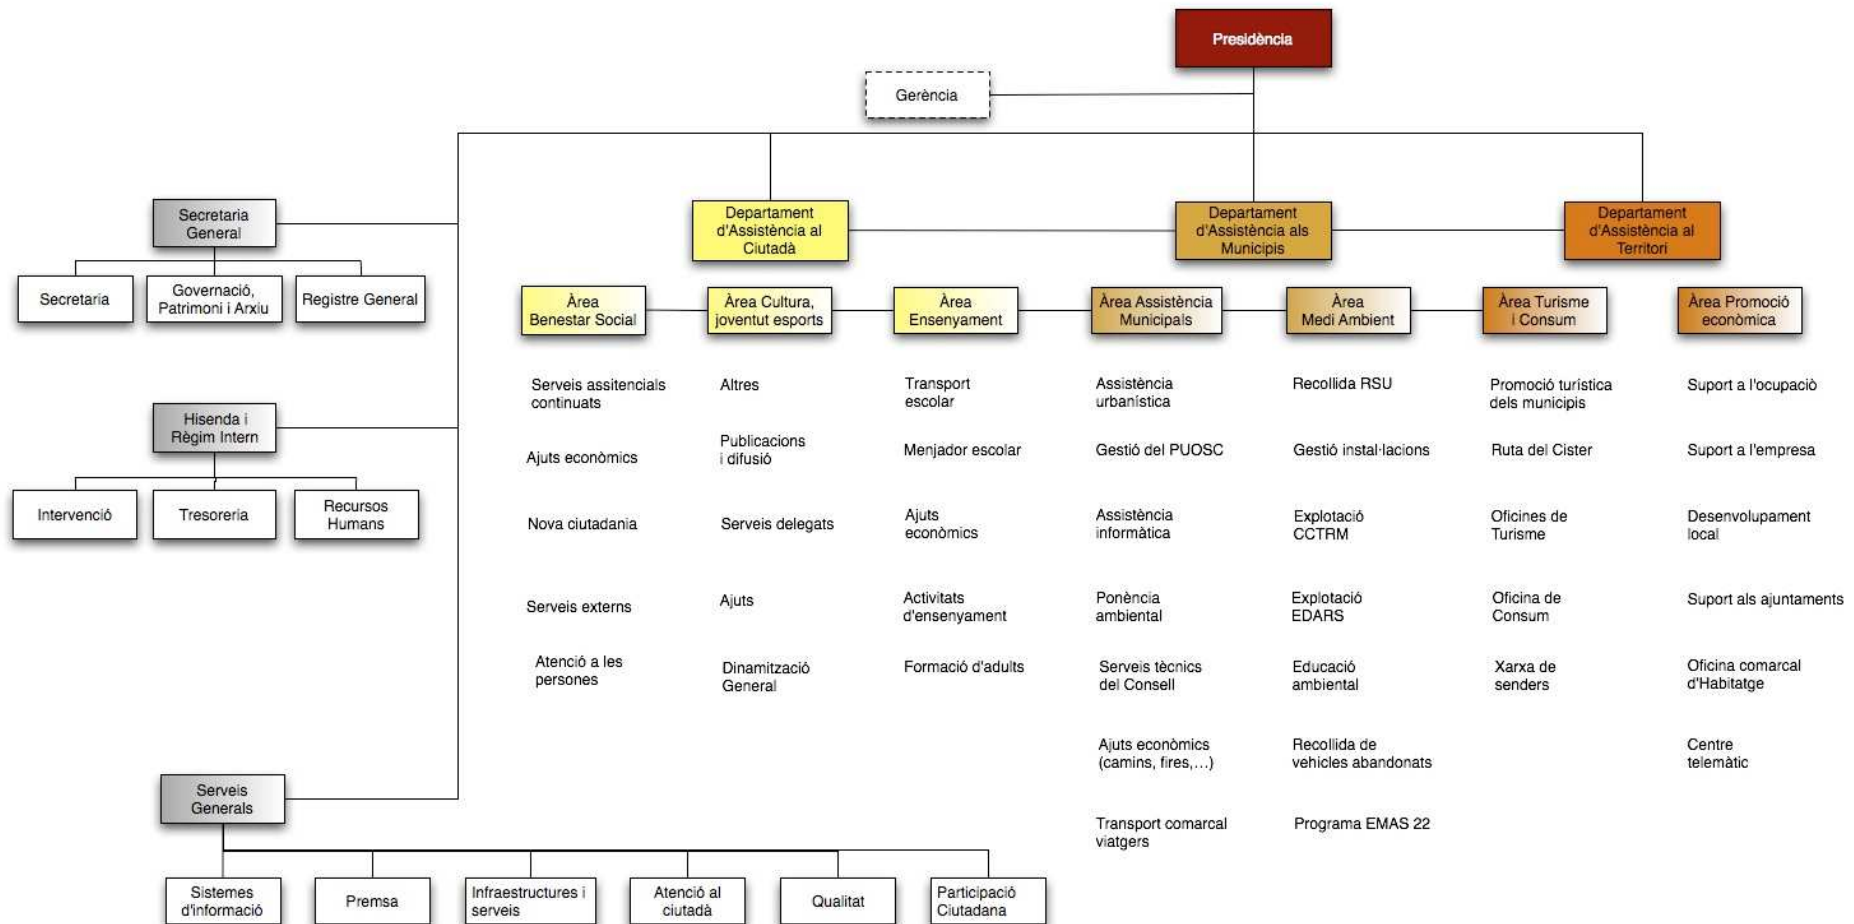 Presidència
Gerència
Secretaria
General
Secretaria
Governació,
Patrimoni i Arxiu
Registre General
Hisenda i
Règim Intern
Intervenció
Tresoreria
Recursos
Humans
Serveis
Generals
Sistemes
d'informació
Premsa
Infraestructures i
serveis
Atenció al
ciutadà
Qualitat
Participació
Ciutadana
Departament
d'Assistència al
Ciutadà
Departament
d'Assistència als
Municipis
Departament
d'Assistència al
Territori
Àrea
Benestar Social
Serveis assitencials
continuats
Ajuts econòmics
Nova ciutadania
Serveis externs
Atenció a les
persones
Àrea Cultura,
joventut esports
Altres
Publicacions
i difusió
Serveis delegats
Ajuts
Dinamització
General
Àrea
Ensenyament
Transport
escolar
Menjador escolar
Ajuts
econòmics
Activitats
d'ensenyament
Formació d'adults
Àrea Assistència
Municipals
Assistència
urbanística
Gestió del PUOSC
Assistència
informàtica
Ponència
ambiental
Serveis tècnics
del Consell
Ajuts econòmics
(camins, fires,...)
Transport comarcal
viatgers
Àrea
Medi Ambient
Recollida RSU
Gestió instal·lacions
Explotació
CCTRM
Explotació
EDARS
Educació
ambiental
Recollida de
vehicles abandonats
Programa EMAS 22
Àrea Turisme
i Consum
Promoció turística
dels municipis
Ruta del Cister
Oficines de
Turisme
Oficina de
Consum
Xarxa de
senders
Àrea Promoció
econòmica
Suport a l'ocupaciò
Suport a l'empresa
Desenvolupament
local
Suport als ajuntaments
Oficina comarcal
d'Habitatge
Centre
telemàtic